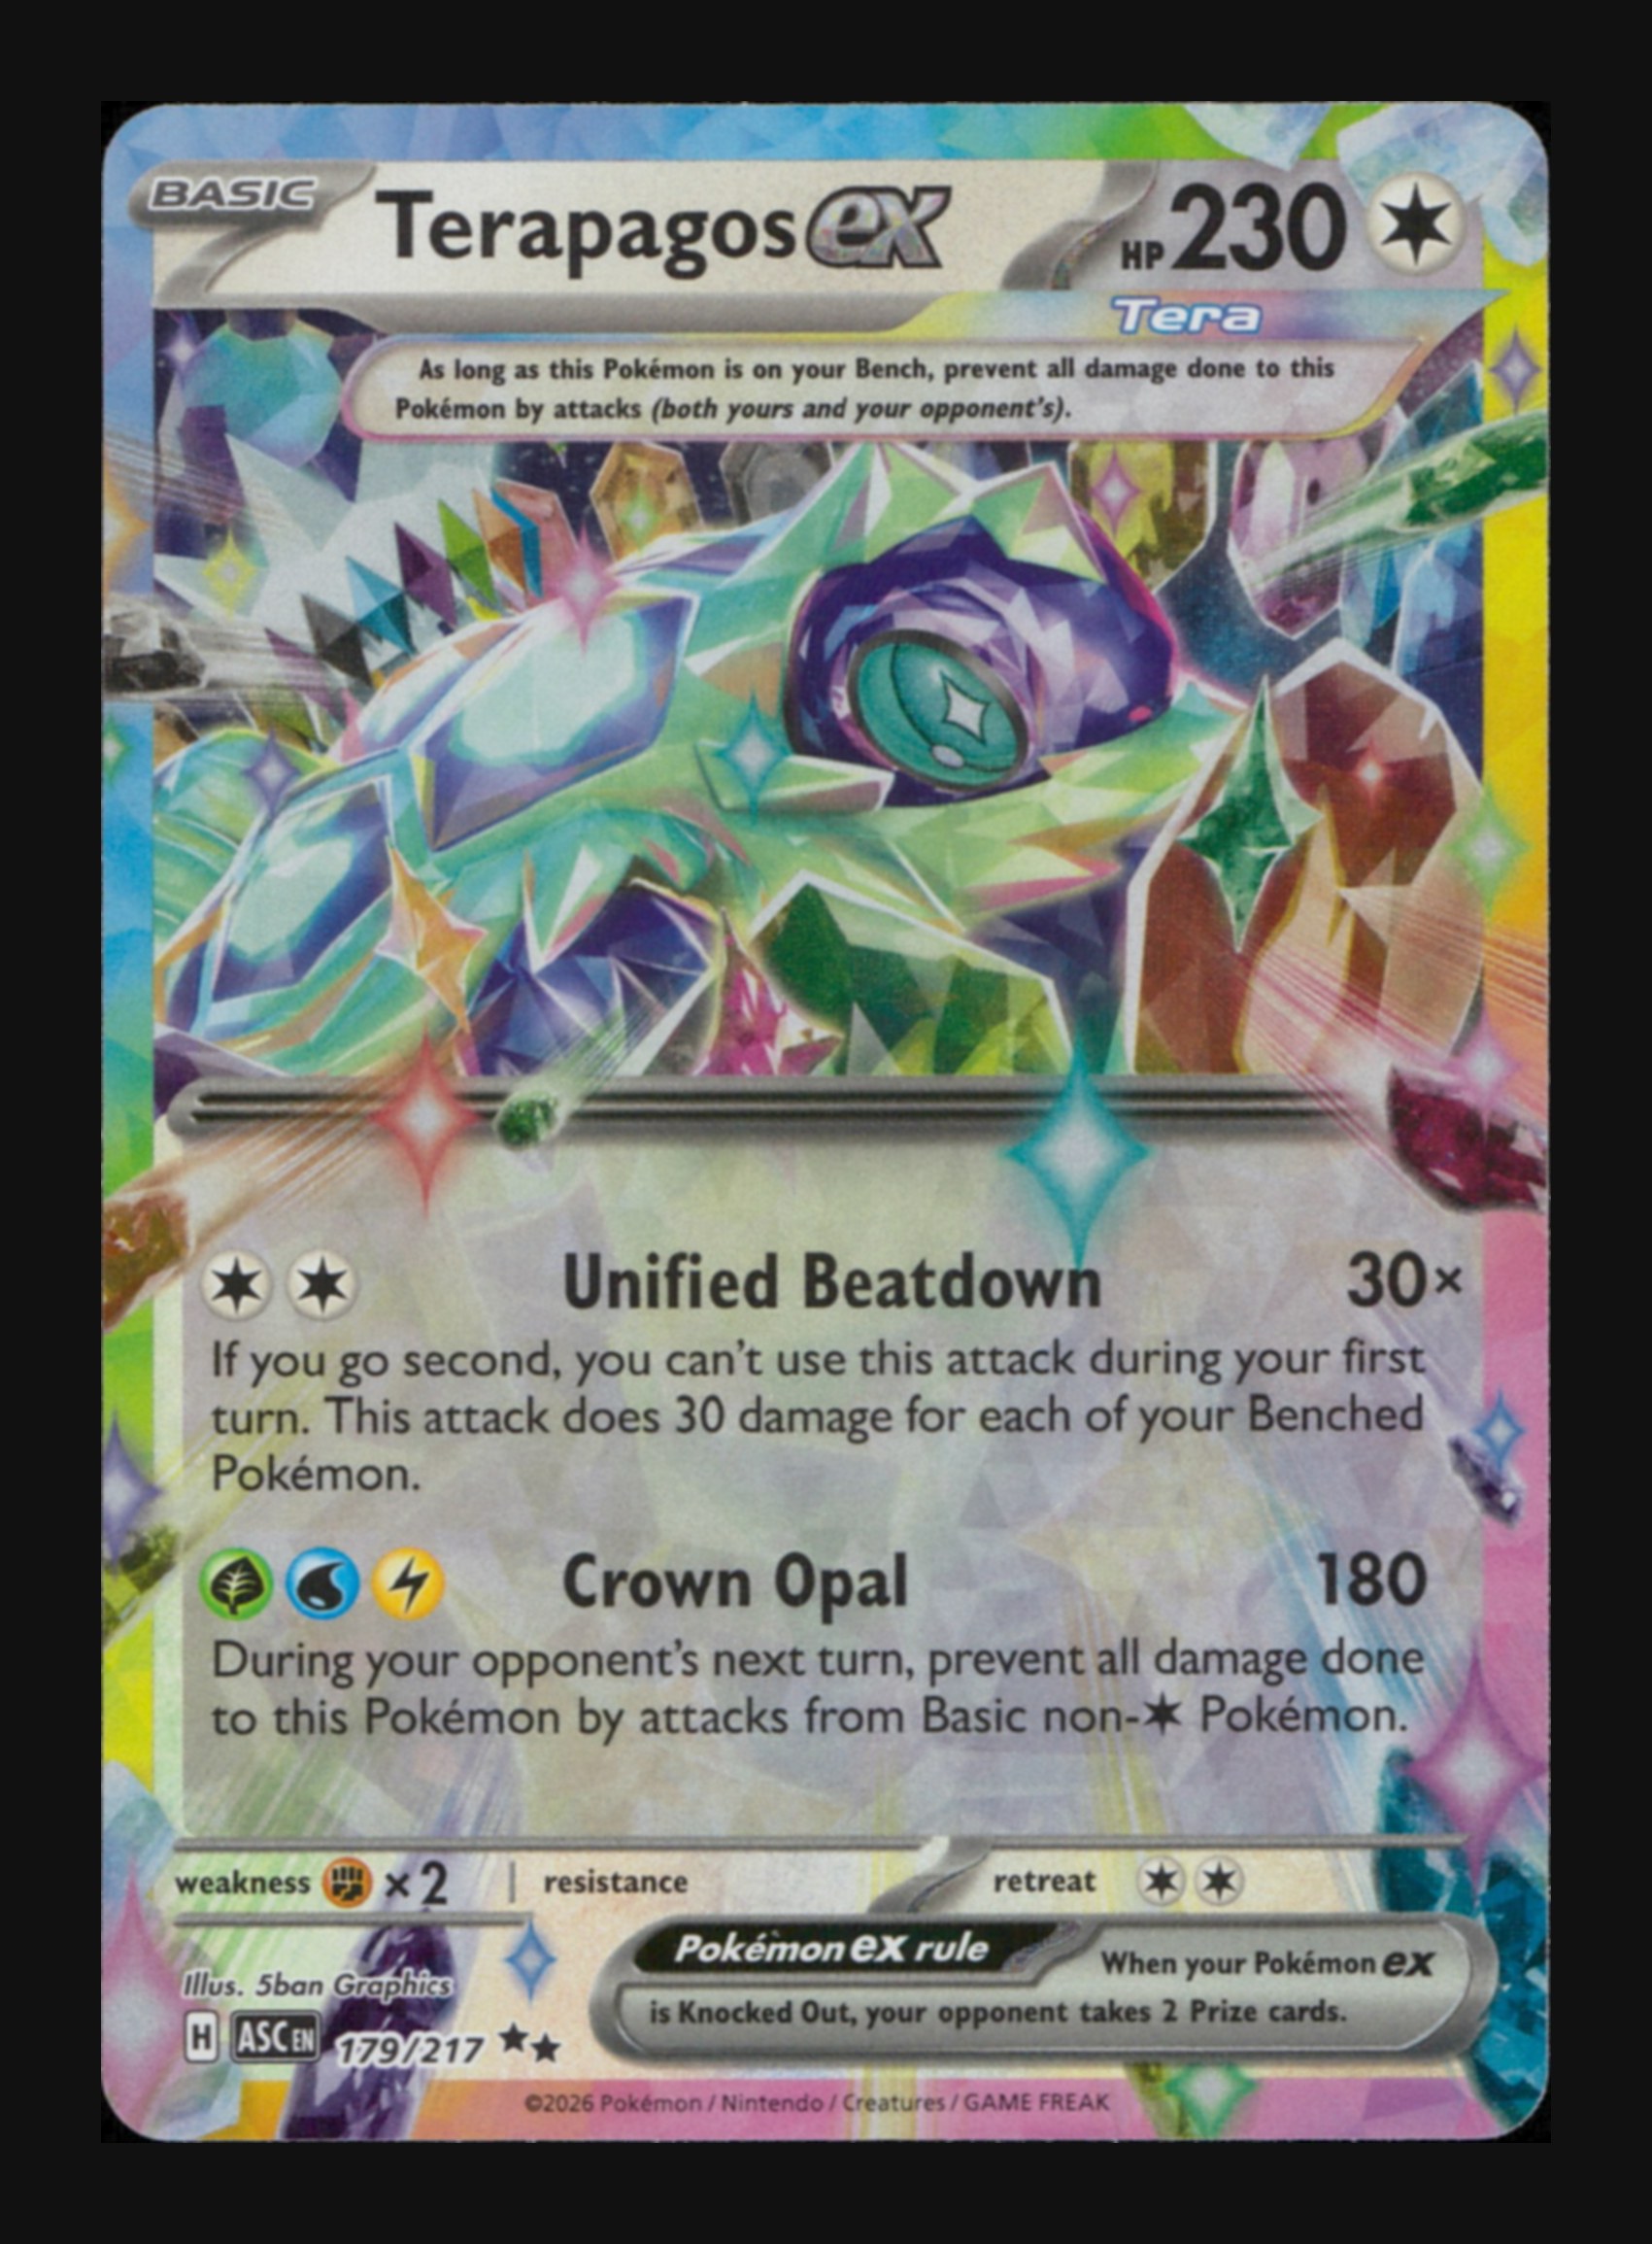 BASIC
Terapagos ex
HP 230
Tera
As long as this Pokémon is on your Bench, prevent all damage done to this
Pokémon by attacks (both yours and your opponent's).
Unified Beatdown 30×
If you go second, you can't use this attack during your first
turn. This attack does 30 damage for each of your Benched
Pokémon.
Crown Opal 180
During your opponent's next turn, prevent all damage done
to this Pokémon by attacks from Basic non- Pokémon.
weakness ×2 resistance retreat
Pokémon ex rule When your Pokémon ex
is Knocked Out, your opponent takes 2 Prize cards.
Illus. 5ban Graphics
H ASC EN 179/217 ★★
©2026 Pokémon / Nintendo / Creatures / GAME FREAK